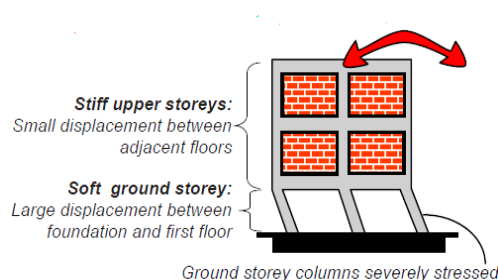 Stiff upper storeys:
Small displacement between
adjacent floors
Soft ground storey:
Large displacement between
foundation and first floor
Ground storey columns severely stressed